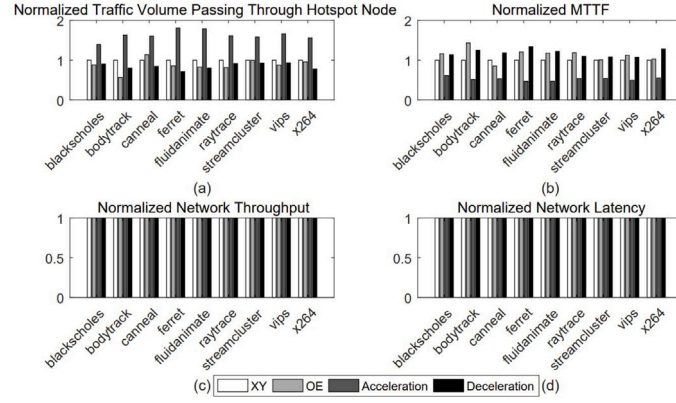 Normalized Traffic Volume Passing Through Hotspot Node
2
1
0
blackscholes
bodytrack
canneal
ferret
fluidanimate
raytrace
streamcluster
vips
x264
(a)
Normalized MTTF
2
1
0
blackscholes
bodytrack
canneal
ferret
fluidanimate
raytrace
streamcluster
vips
x264
(b)
Normalized Network Throughput
1
0.5
0
blackscholes
bodytrack
canneal
ferret
fluidanimate
raytrace
streamcluster
vips
x264
(c)
Normalized Network Latency
1
0.5
0
blackscholes
bodytrack
canneal
ferret
fluidanimate
raytrace
streamcluster
vips
x264
(d)
XY OE Acceleration Deceleration